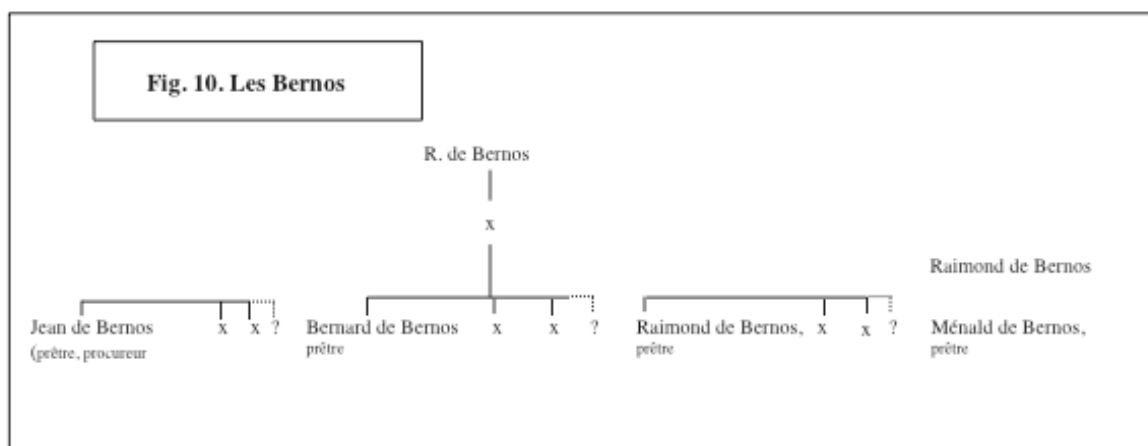 Fig. 10. Les Bernos
R. de Bernos
x
Raimond de Bernos
Jean de Bernos x x ? Bernard de Bernos x x ? Raimond de Bernos, x x ? Ménald de Bernos,
(prêtre, procureur prêtre prêtre prêtre